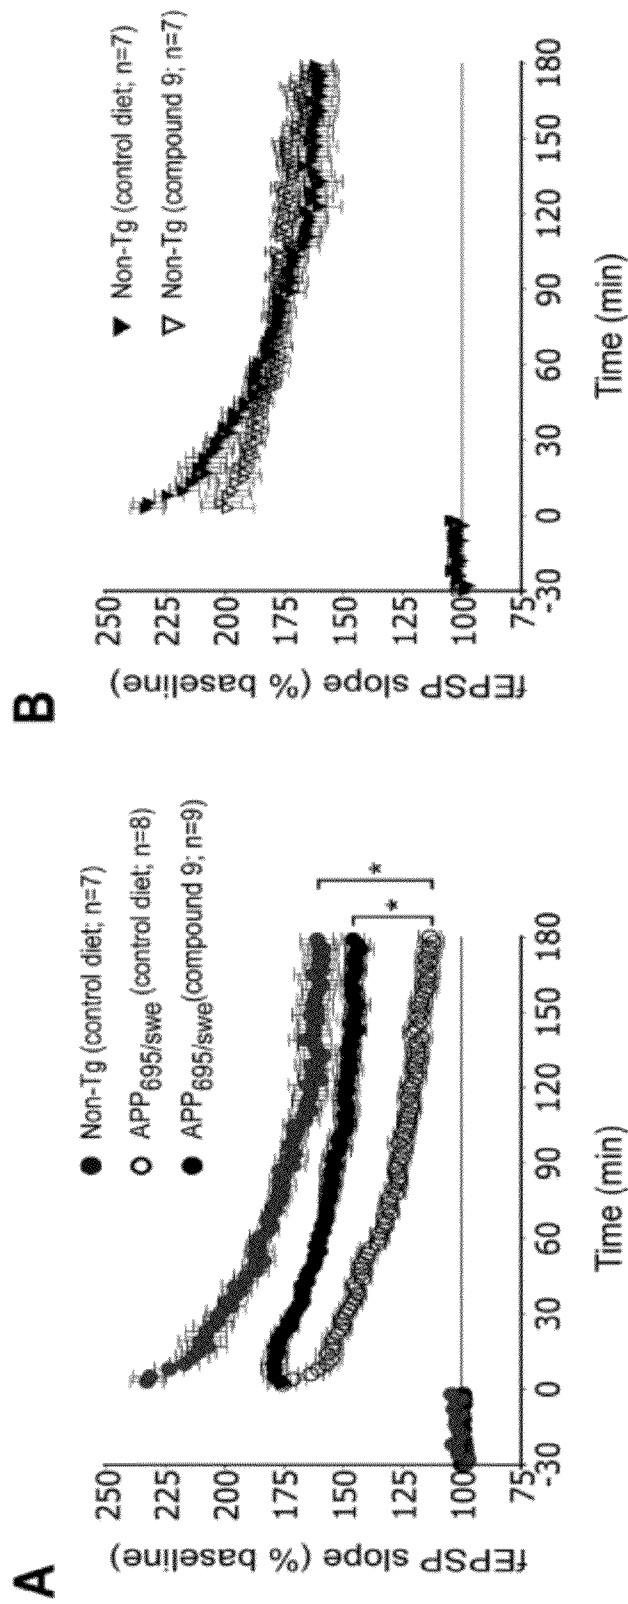 A
Non-Tg (control diet; n=7)
APP695/swe (control diet; n=8)
APP695/swe(compound 9; n=9)
fEPSP slope (% baseline)
250
225
200
175
150
125
100
75
-30 0 30 60 90 120 150 180
Time (min)
*
*
B
Non-Tg (control diet; n=7)
Non-Tg (compound 9; n=7)
fEPSP slope (% baseline)
250
225
200
175
150
125
100
75
-30 0 30 60 90 120 150 180
Time (min)